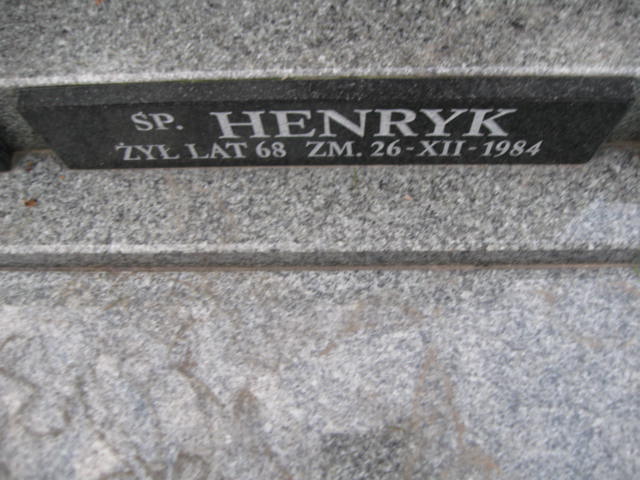 ŚP. HENRYK
ŻYŁ LAT 68 ZM. 26-XII-1984